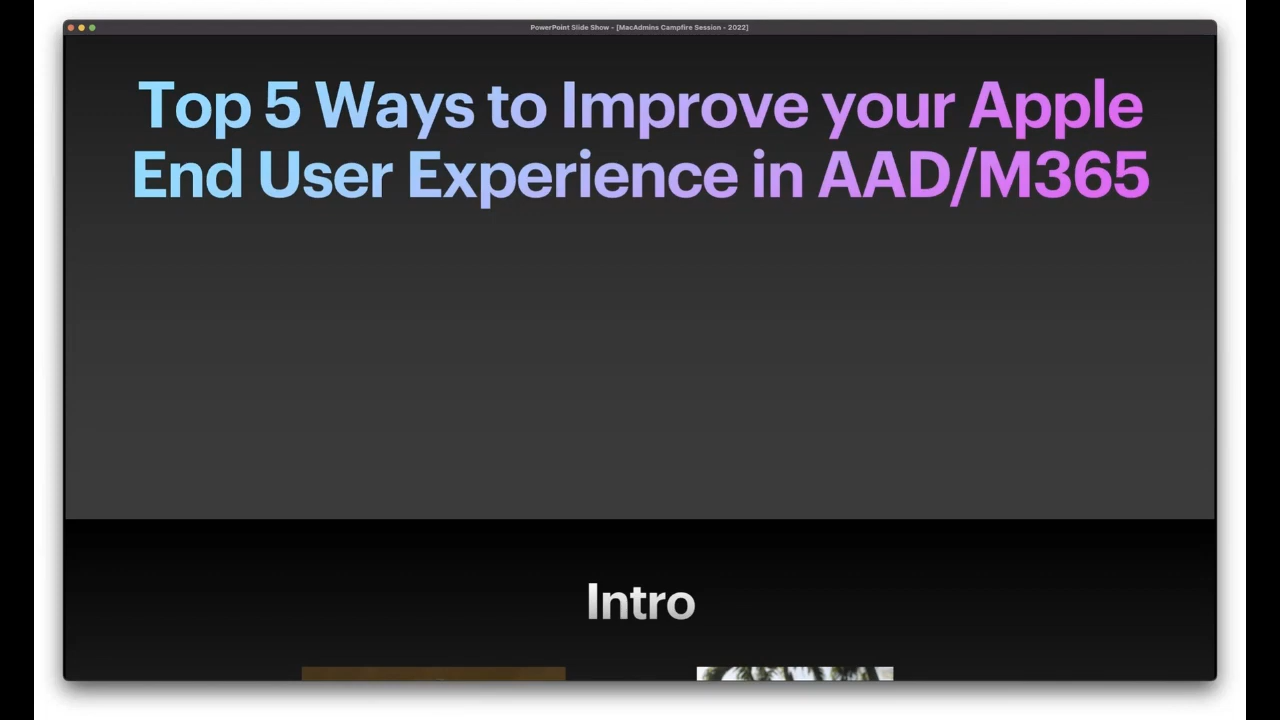 PowerPoint Slide Show - [MacAdmins Campfire Session - 2022]
Top 5 Ways to Improve your Apple
End User Experience in AAD/M365
Intro